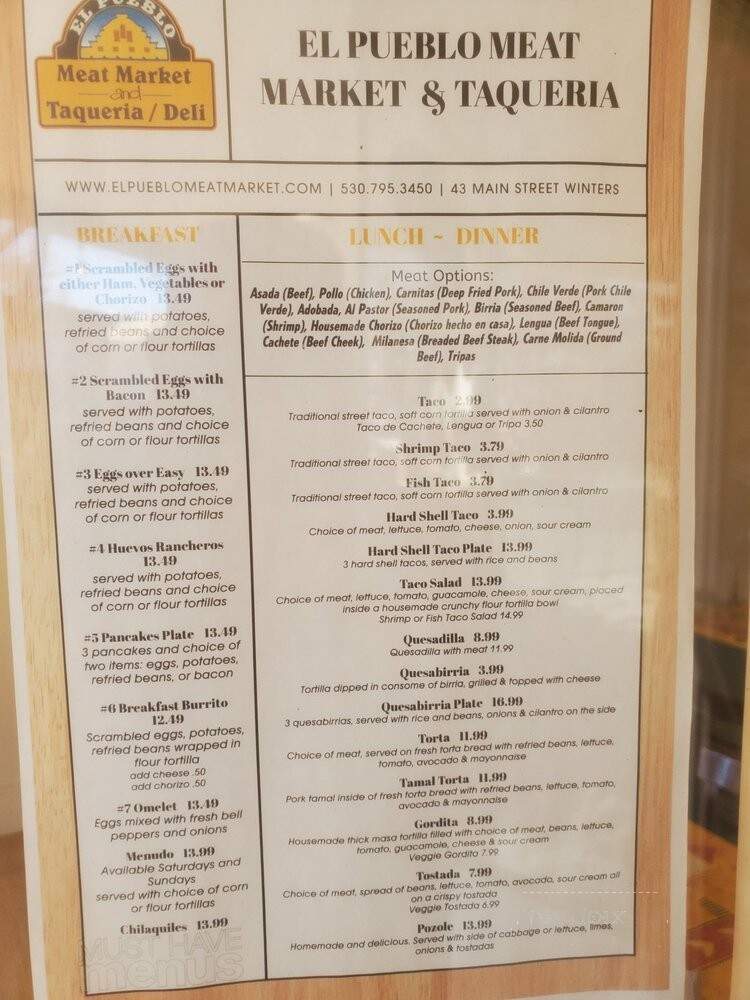 EL PUEBLO
Meat Market
and
Taqueria / Deli
EL PUEBLO MEAT
MARKET & TAQUERIA
WWW.ELPUEBLOMEATMARKET.COM | 530.795.3450 | 43 MAIN STREET WINTERS
BREAKFAST
#1 Scrambled Eggs with
either Ham, Vegetables or
Chorizo 13.49
served with potatoes,
refried beans and choice
of corn or flour tortillas
#2 Scrambled Eggs with
Bacon 13.49
served with potatoes,
refried beans and choice
of corn or flour tortillas
#3 Eggs over Easy 13.49
served with potatoes,
refried beans and choice
of corn or flour tortillas
#4 Huevos Rancheros
13.49
served with potatoes,
refried beans and choice
of corn or flour tortillas
#5 Pancakes Plate 13.49
3 pancakes and choice of
two items: eggs, potatoes,
refried beans, or bacon
#6 Breakfast Burrito
12.49
Scrambled eggs, potatoes,
refried beans wrapped in
flour tortilla
add cheese .50
add chorizo .50
#7 Omelet 13.49
Eggs mixed with fresh bell
peppers and onions
Menudo 13.99
Available Saturdays and
Sundays
served with choice of corn
or flour tortillas
Chilaquiles 13.99
MUST HAVE
menus
LUNCH ~ DINNER
Meat Options:
Asada (Beef), Pollo (Chicken), Carnitas (Deep Fried Pork), Chile Verde (Pork Chile
Verde), Adobada, Al Pastor (Seasoned Pork), Birria (Seasoned Beef), Camaron
(Shrimp), Housemade Chorizo (Chorizo hecho en casa), Lengua (Beef Tongue),
Cachete (Beef Cheek), Milanesa (Breaded Beef Steak), Carne Molida (Ground
Beef), Tripas
Taco 2.99
Traditional street taco, soft corn tortilla served with onion & cilantro
Taco de Cachete, Lengua or Tripa 3.50
Shrimp Taco 3.79
Traditional street taco, soft corn tortilla served with onion & cilantro
Fish Taco 3.79
Traditional street taco, soft corn tortilla served with onion & cilantro
Hard Shell Taco 3.99
Choice of meat, lettuce, tomato, cheese, onion, sour cream
Hard Shell Taco Plate 13.99
3 hard shell tacos, served with rice and beans
Taco Salad 13.99
Choice of meat, lettuce, tomato, guacamole, cheese, sour cream, placed
inside a housemade crunchy flour tortilla bowl
Shrimp or Fish Taco Salad 14.99
Quesadilla 8.99
Quesadilla with meat 11.99
Quesabirria 3.99
Tortilla dipped in consome of birria, grilled & topped with cheese
Quesabirria Plate 16.99
3 quesabirrias, served with rice and beans, onions & cilantro on the side
Torta 11.99
Choice of meat, served on fresh torta bread with refried beans, lettuce,
tomato, avocado & mayonnaise
Tamal Torta 11.99
Pork tamal inside of fresh torta bread with refried beans, lettuce, tomato,
avocado & mayonnaise
Gordita 8.99
Housemade thick masa tortilla filled with choice of meat, beans, lettuce,
tomato, guacamole, cheese & sour cream
Veggie Gordita 7.99
Tostada 7.99
Choice of meat, spread of beans, lettuce, tomato, avocado, sour cream all
on a crispy tostada
Veggie Tostada 6.99
Pozole 13.99
Homemade and delicious. Served with side of cabbage or lettuce, limes,
onions & tostadas